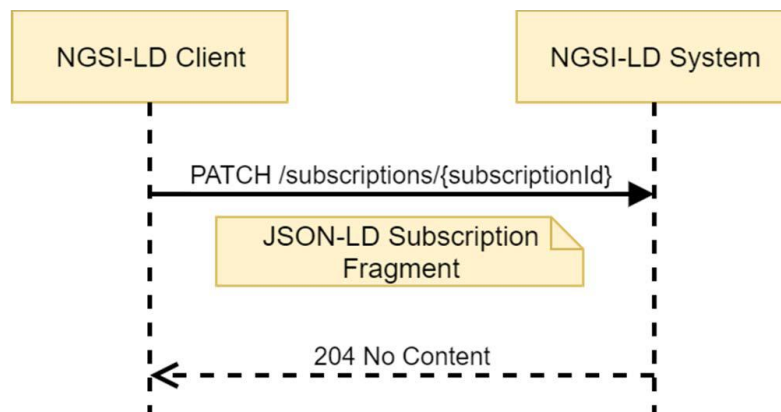 NGSI-LD Client
NGSI-LD System
PATCH /subscriptions/{subscriptionId}
JSON-LD Subscription
Fragment
204 No Content